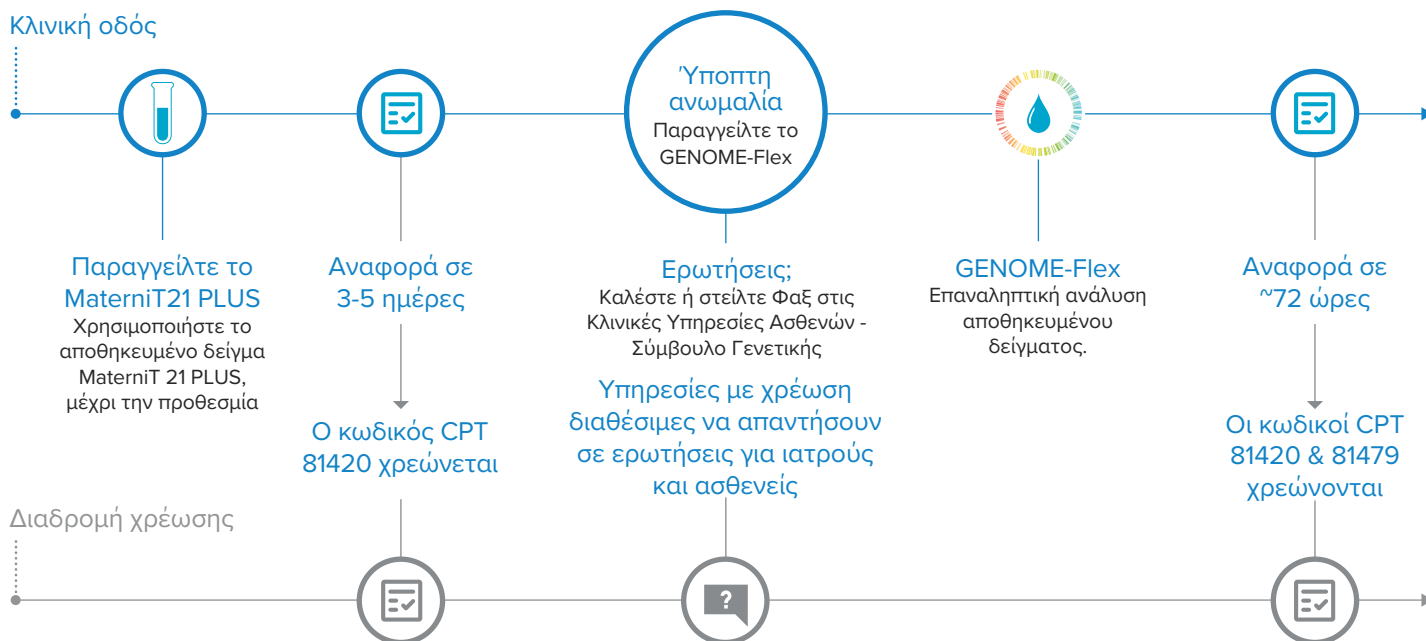 Κλινική οδός
Ύποπτη
ανωμαλία
Παραγγείλτε το
GENOME-Flex
Παραγγείλτε το
MaterniT21 PLUS
Χρησιμοποιήστε το
αποθηκευμένο δείγμα
MaterniT 21 PLUS,
μέχρι την προθεσμία
Αναφορά σε
3-5 ημέρες
Ο κωδικός CPT
81420 χρεώνεται
Ερωτήσεις;
Καλέστε ή στείλτε Φαξ στις
Κλινικές Υπηρεσίες Ασθενών -
Σύμβουλο Γενετικής
Υπηρεσίες με χρέωση
διαθέσιμες να απαντήσουν
σε ερωτήσεις για ιατρούς
και ασθενείς
GENOME-Flex
Επαναληπτική ανάλυση
αποθηκευμένου
δείγματος.
Αναφορά σε
~72 ώρες
Οι κωδικοί CPT
81420 & 81479
χρεώνονται
Διαδρομή χρέωσης
?